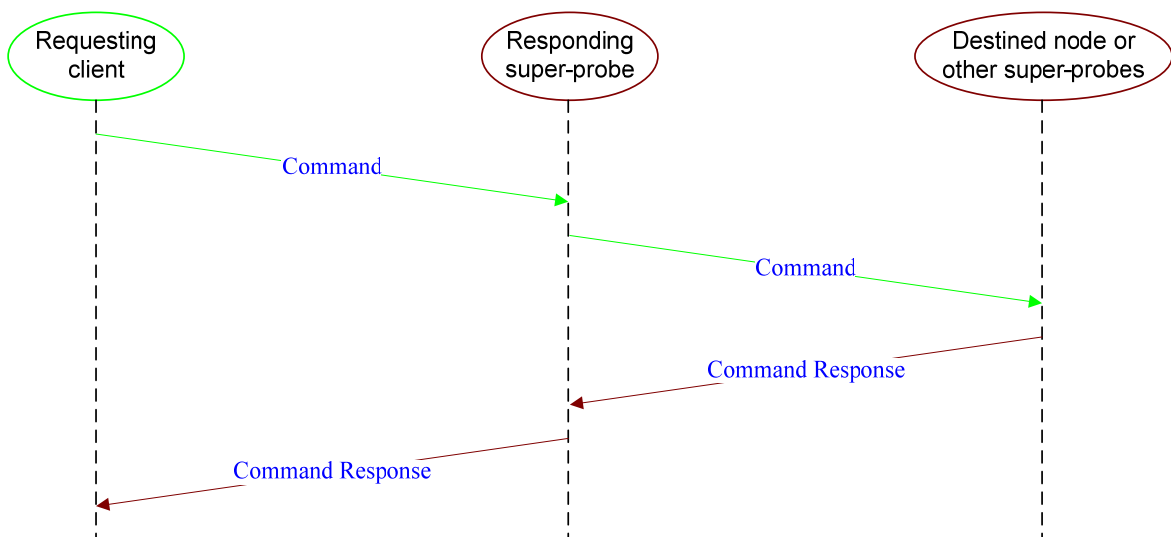 Requesting
client
Responding
super-probe
Destined node or
other super-probes
Command
Command
Command Response
Command Response